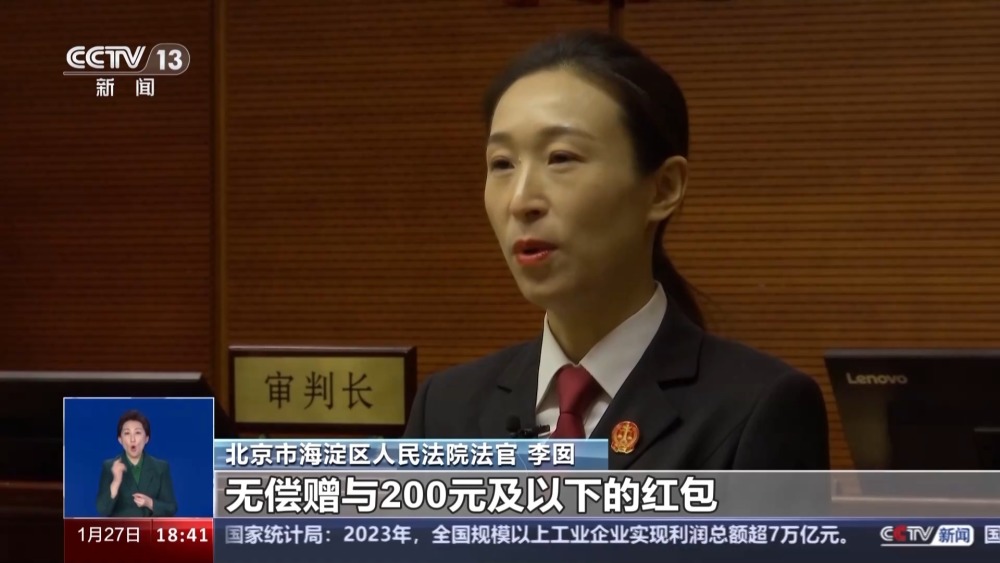 CCTV 13
新闻
审判长
Lenovo
北京市海淀区人民法院法官 李囡
无偿赠与200元及以下的红包
1月27日 18:41
国家统计局：2023年，全国规模以上工业企业实现利润总额超7万亿元。 CCTV 新闻 国